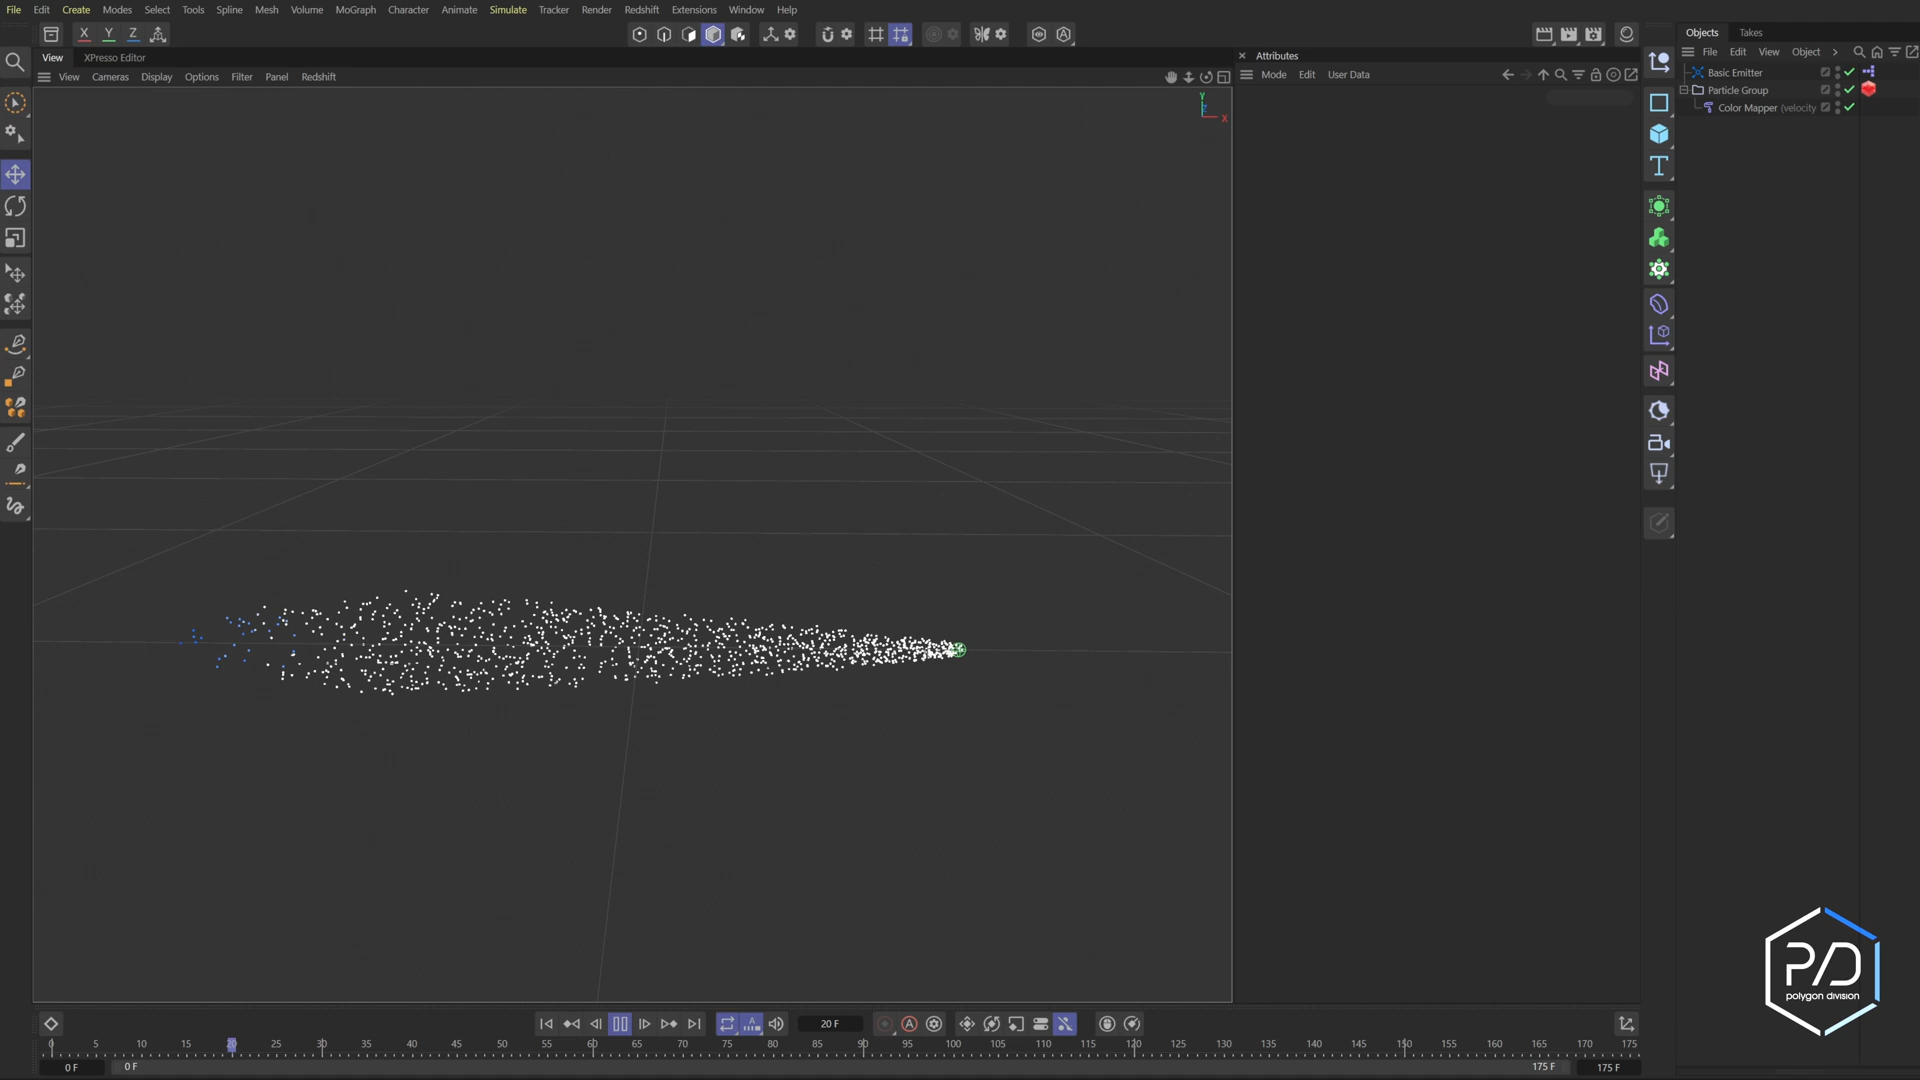 File Edit Create Modes Select Tools Spline Mesh Volume MoGraph Character Animate Simulate Tracker Render Redshift Extensions Window Help
X Y Z
View XPresso Editor
View Cameras Display Options Filter Panel Redshift
Y
Z
X
Attributes
Mode Edit User Data
Objects Takes
File Edit View Object
Basic Emitter
Particle Group
Color Mapper (velocity
P/D
polygon division
20 F
0 5 10 15 20 25 30 35 40 45 50 55 60 65 70 75 80 85 90 95 100 105 110 115 120 125 130 135 140 145 150 155 160 165 170 175
0 F 0 F 175 F 175 F